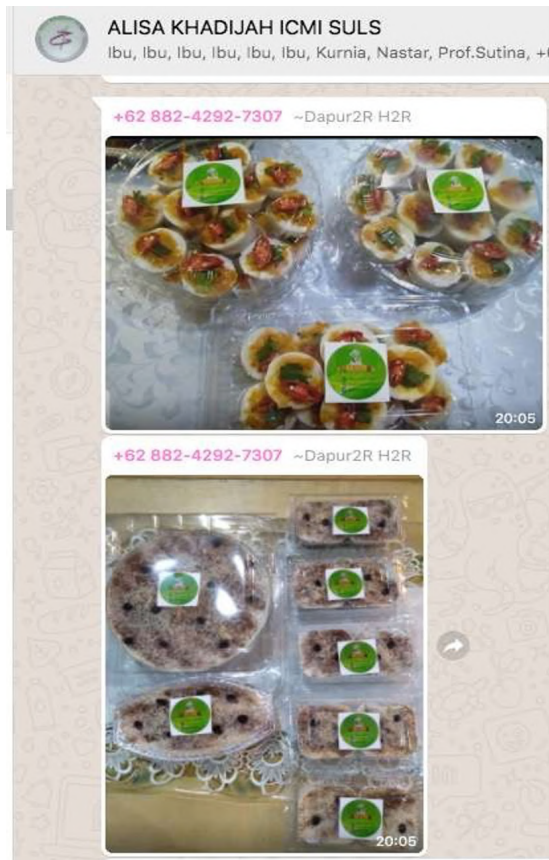 ALISA KHADIJAH ICMI SULS
Ibu, Ibu, Ibu, Ibu, Ibu, Ibu, Kurnia, Nastar, Prof.Sutina,
+62 882-4292-7307 ~Dapur2R H2R
20:05
+62 882-4292-7307 ~Dapur2R H2R
20:05